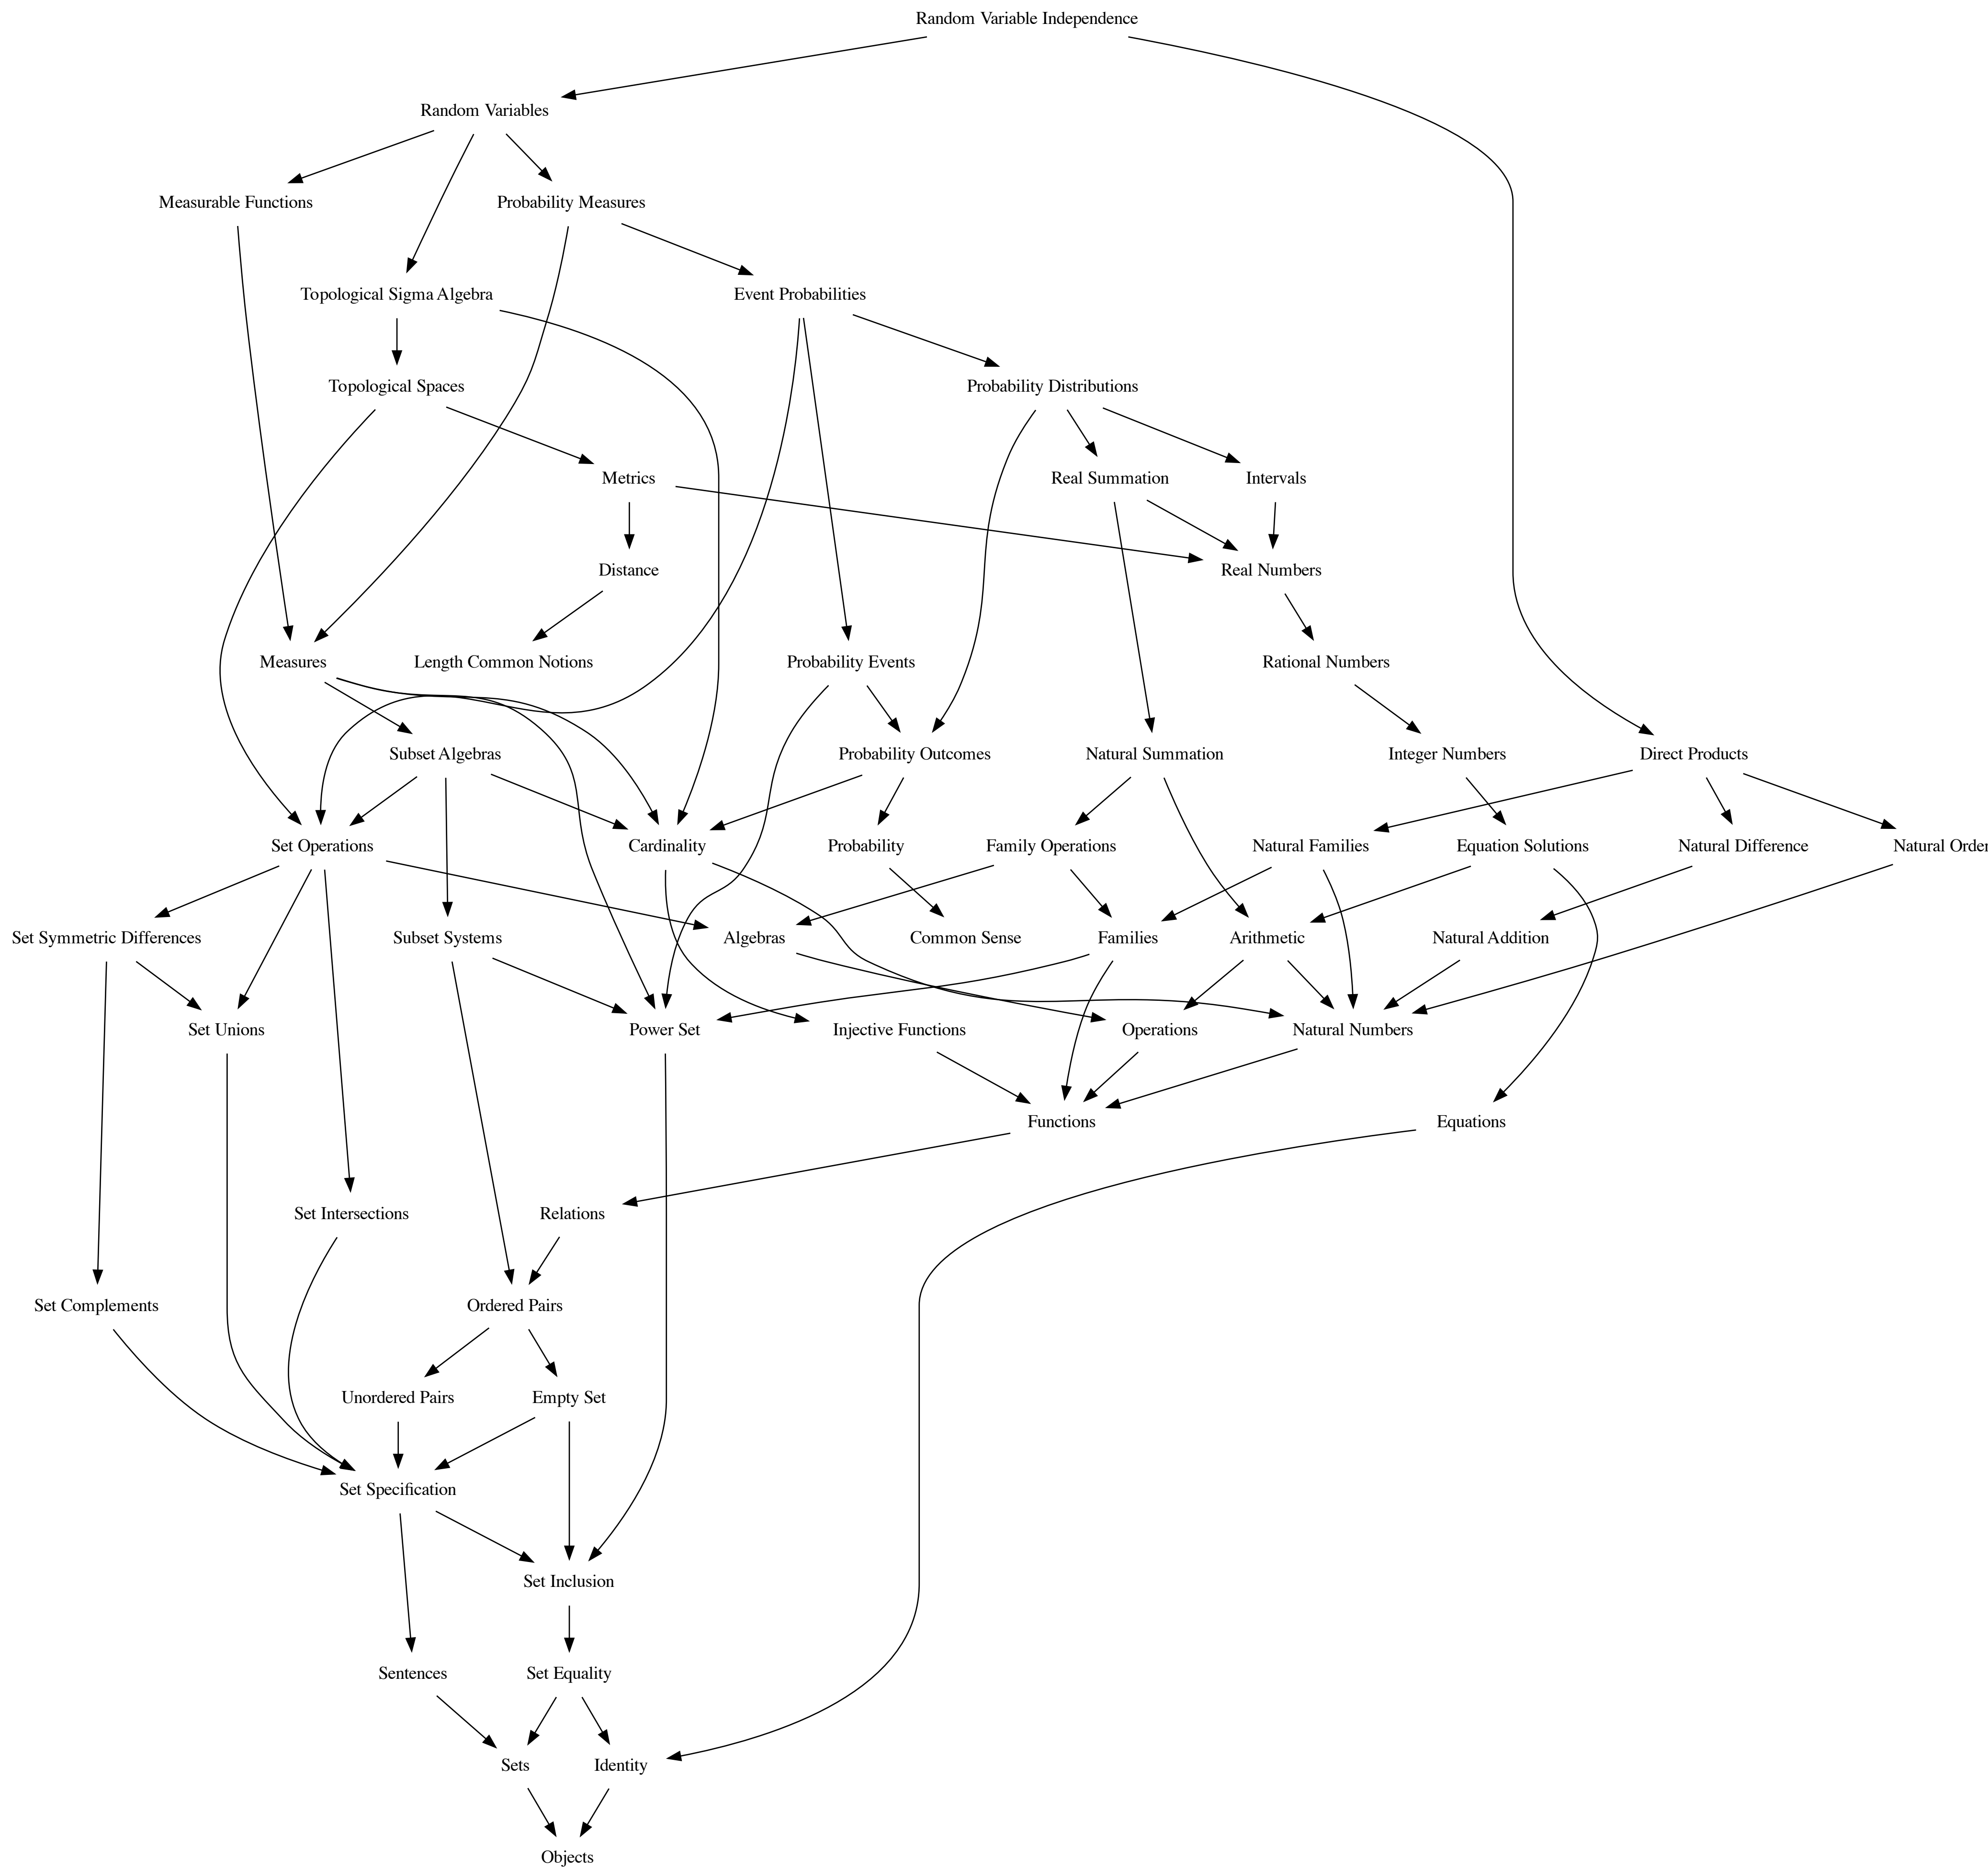 Random Variable Independence
Random Variables
Measurable Functions
Probability Measures
Topological Sigma Algebra
Event Probabilities
Topological Spaces
Probability Distributions
Metrics
Real Summation
Intervals
Distance
Real Numbers
Measures
Length Common Notions
Probability Events
Rational Numbers
Subset Algebras
Probability Outcomes
Natural Summation
Integer Numbers
Direct Products
Set Operations
Cardinality
Probability
Family Operations
Natural Families
Equation Solutions
Natural Difference
Natural Order
Set Symmetric Differences
Subset Systems
Algebras
Common Sense
Families
Arithmetic
Natural Addition
Set Unions
Power Set
Injective Functions
Operations
Natural Numbers
Functions
Equations
Set Intersections
Relations
Set Complements
Ordered Pairs
Unordered Pairs
Empty Set
Set Specification
Set Inclusion
Sentences
Set Equality
Sets
Identity
Objects